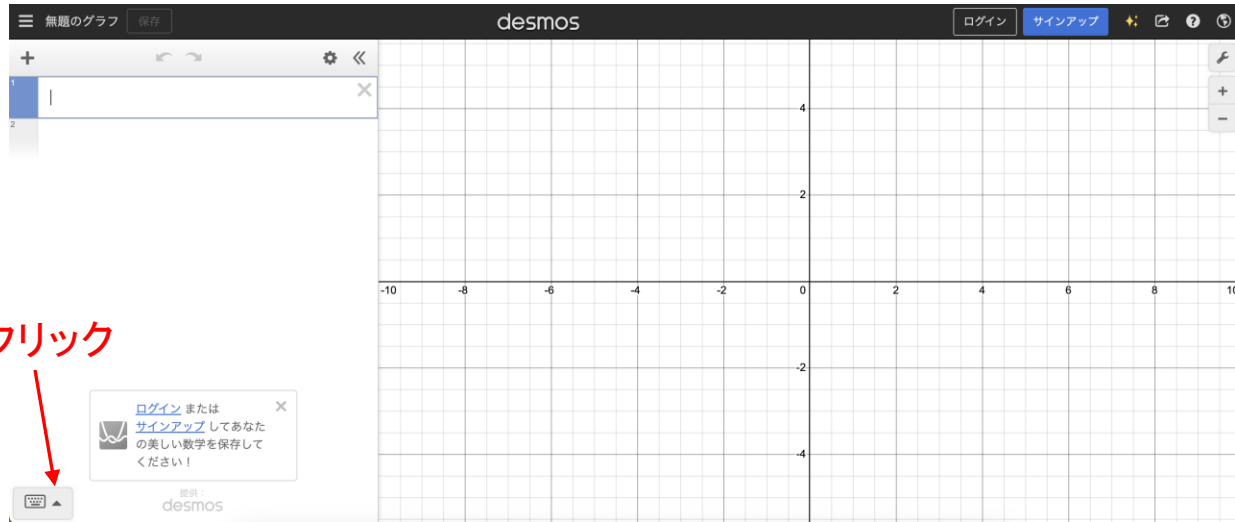 無題のグラフ 保存 desmos ログイン サインアップ
1
2
4
2
-10 -8 -6 -4 -2 0 2 4 6 8 10
-2
-4
クリック
ログイン または
サインアップ してあなた
の美しい数学を保存して
ください！
提供：
desmos